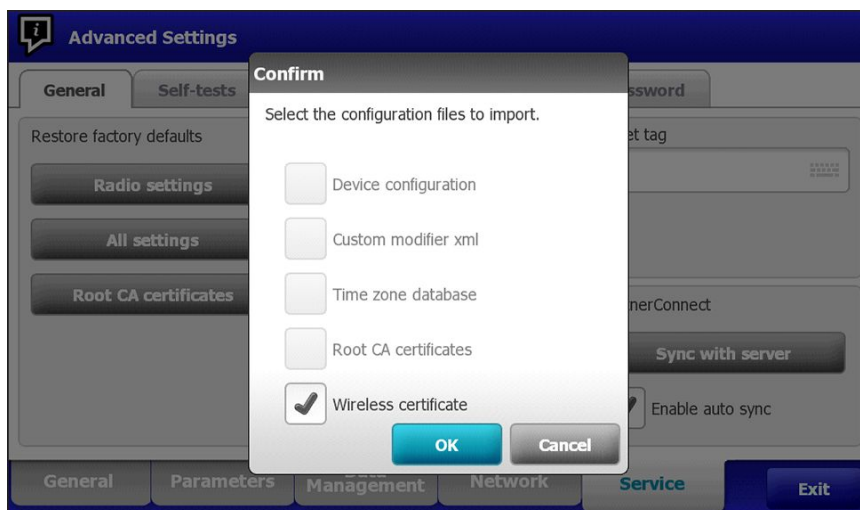 Advanced Settings
General
Self-tests
ssword
Confirm
Select the configuration files to import.
Device configuration
Custom modifier xml
Time zone database
Root CA certificates
Wireless certificate
OK
Cancel
Restore factory defaults
Radio settings
All settings
Root CA certificates
et tag
nerConnect
Sync with server
Enable auto sync
General
Parameters
Data
Management
Network
Service
Exit